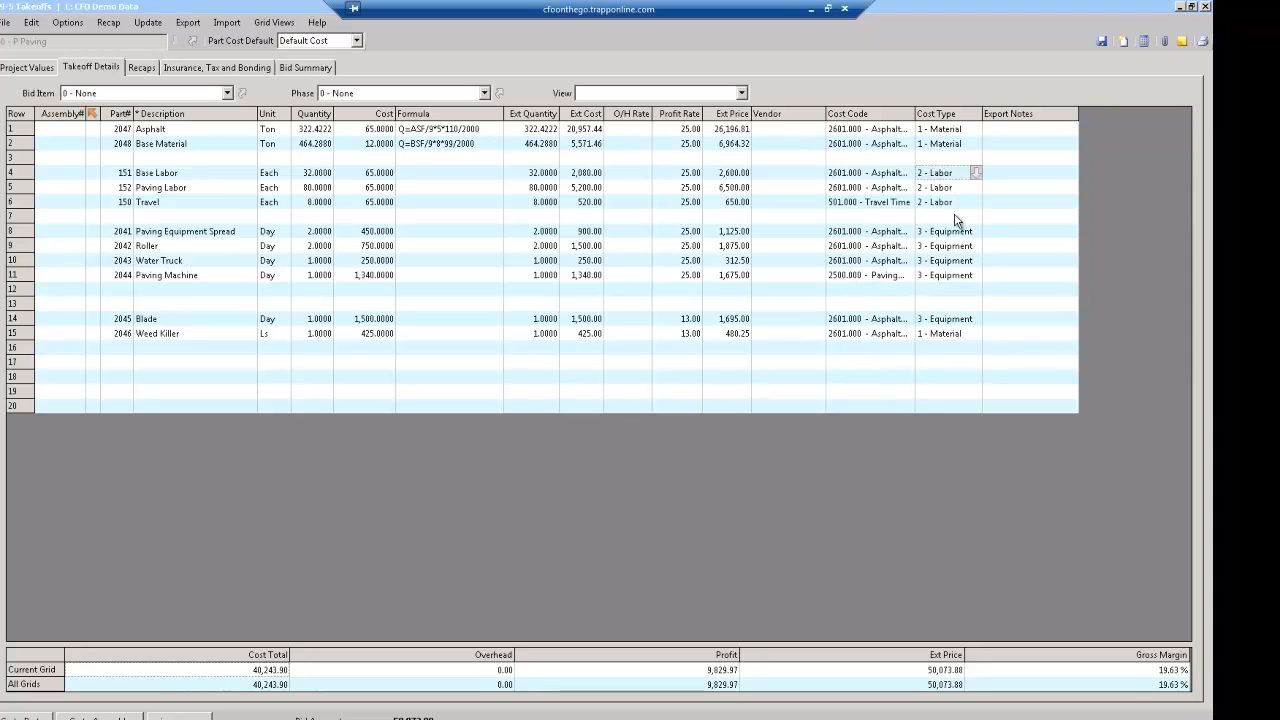 9-5 Takeoffs | C: CFO Demo Data
cfoonthego.trapponline.com
File Edit Options Recap Update Export Import Grid Views Help
0 - P Paving Part Cost Default Default Cost
Project Values Takeoff Details Recaps Insurance, Tax and Bonding Bid Summary
Bid Item 0 - None Phase 0 - None View
Row Assembly# Part# * Description Unit Quantity Cost Formula Ext Quantity Ext Cost O/H Rate Profit Rate Ext Price Vendor Cost Code Cost Type Export Notes
1 2047 Asphalt Ton 322.4222 65.0000 Q=ASF/9*5*110/2000 322.4222 20,957.44 25.00 26,196.81 2601.000 - Asphalt... 1 - Material
2 2048 Base Material Ton 464.2880 12.0000 Q=BSF/9*8*99/2000 464.2880 5,571.46 25.00 6,964.32 2601.000 - Asphalt... 1 - Material
3
4 151 Base Labor Each 32.0000 65.0000 32.0000 2,080.00 25.00 2,600.00 2601.000 - Asphalt... 2 - Labor
5 152 Paving Labor Each 80.0000 65.0000 80.0000 5,200.00 25.00 6,500.00 2601.000 - Asphalt... 2 - Labor
6 150 Travel Each 8.0000 65.0000 8.0000 520.00 25.00 650.00 501.000 - Travel Time 2 - Labor
7
8 2041 Paving Equipment Spread Day 2.0000 450.0000 2.0000 900.00 25.00 1,125.00 2601.000 - Asphalt... 3 - Equipment
9 2042 Roller Day 2.0000 750.0000 2.0000 1,500.00 25.00 1,875.00 2601.000 - Asphalt... 3 - Equipment
10 2043 Water Truck Day 1.0000 250.0000 1.0000 250.00 25.00 312.50 2601.000 - Asphalt... 3 - Equipment
11 2044 Paving Machine Day 1.0000 1,340.0000 1.0000 1,340.00 25.00 1,675.00 2500.000 - Paving... 3 - Equipment
12
13
14 2045 Blade Day 1.0000 1,500.0000 1.0000 1,500.00 13.00 1,695.00 2601.000 - Asphalt... 3 - Equipment
15 2046 Weed Killer Ls 1.0000 425.0000 1.0000 425.00 13.00 480.25 2601.000 - Asphalt... 1 - Material
16
17
18
19
20
Cost Total Overhead Profit Ext Price Gross Margin
Current Grid 40,243.90 0.00 9,829.97 50,073.88 19.63 %
All Grids 40,243.90 0.00 9,829.97 50,073.88 19.63 %